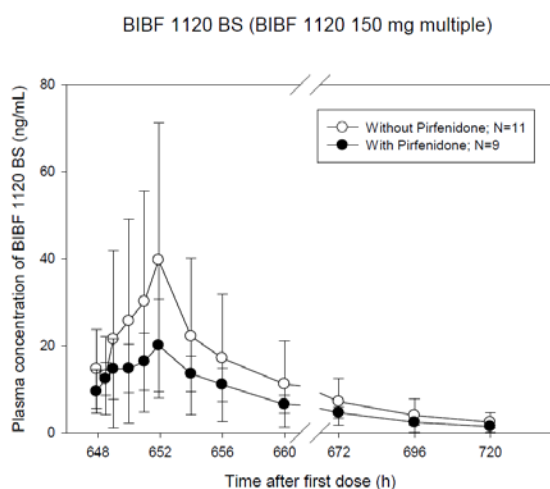 BIBF 1120 BS (BIBF 1120 150 mg multiple)
Plasma concentration of BIBF 1120 BS (ng/mL)
80
60
40
20
0
Without Pirfenidone; N=11
With Pirfenidone; N=9
648 652 656 660 672 696 720
Time after first dose (h)